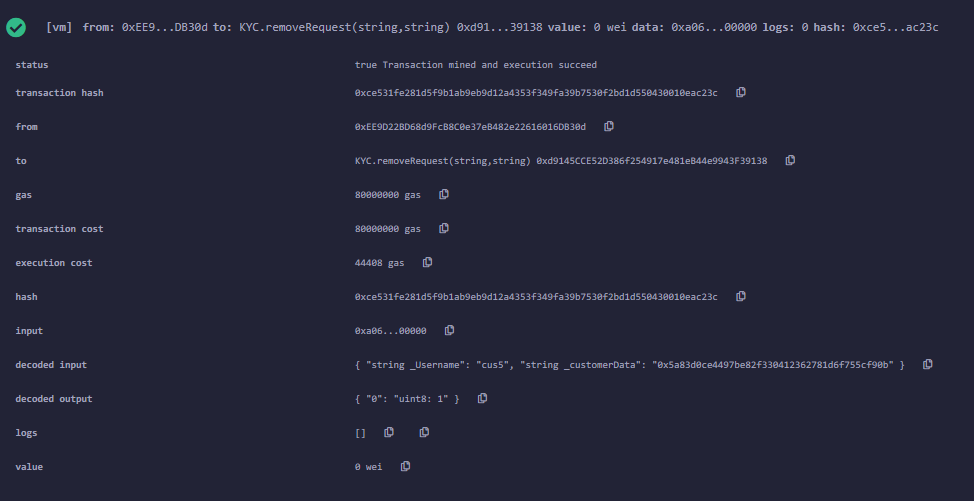 [vm] from: 0xEE9...DB30d to: KYC.removeRequest(string,string) 0xd91...39138 value: 0 wei data: 0xa06...00000 logs: 0 hash: 0xce5...ac23c
status true Transaction mined and execution succeed
transaction hash 0xce531fe281d5f9b1ab9eb9d12a4353f349fa39b7530f2bd1d550430010eac23c
from 0xEE9D22BD68d9FcB8C0e37eB482e22616016DB30d
to KYC.removeRequest(string,string) 0xd9145CCE52D386f254917e481eB44e9943F39138
gas 80000000 gas
transaction cost 80000000 gas
execution cost 44408 gas
hash 0xce531fe281d5f9b1ab9eb9d12a4353f349fa39b7530f2bd1d550430010eac23c
input 0xa06...00000
decoded input { "string _Username": "cus5", "string _customerData": "0x5a83d0ce4497be82f330412362781d6f755cf90b" }
decoded output { "0": "uint8: 1" }
logs []
value 0 wei